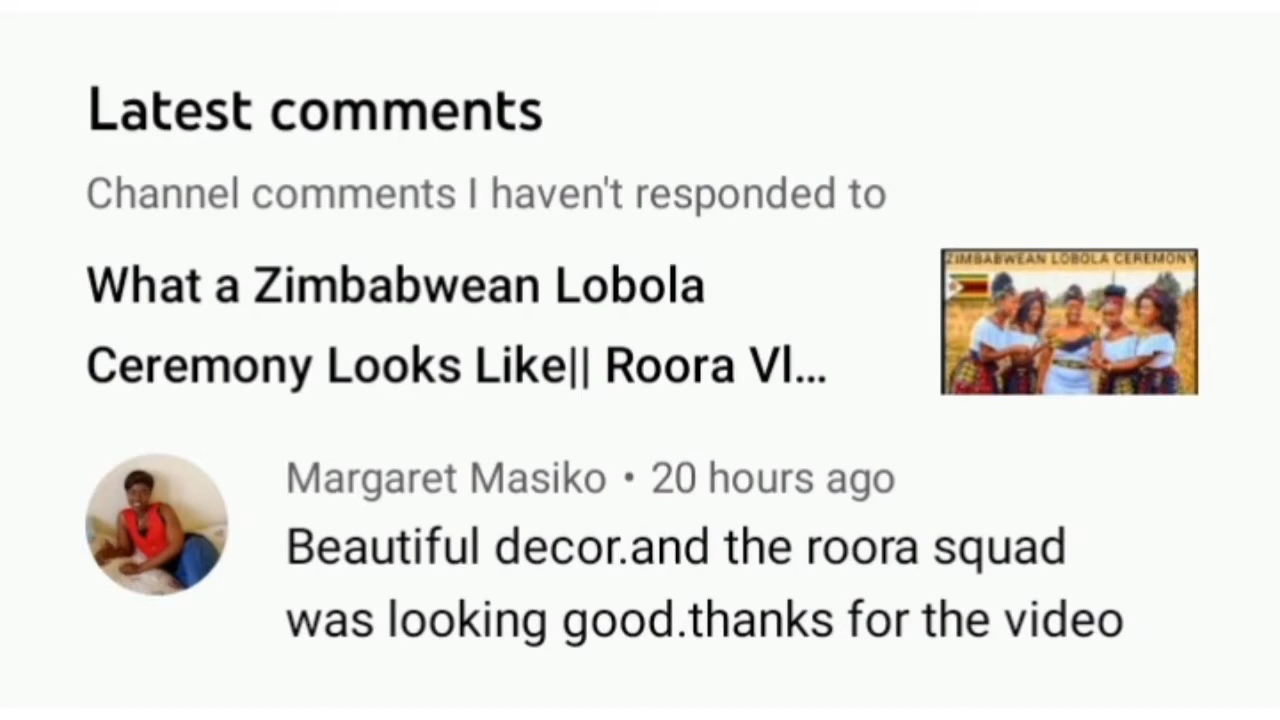 Latest comments
Channel comments I haven't responded to
What a Zimbabwean Lobola
Ceremony Looks Like|| Roora Vl...
ZIMBABWEAN LOBOLA CEREMONY
Margaret Masiko • 20 hours ago
Beautiful decor.and the roora squad
was looking good.thanks for the video